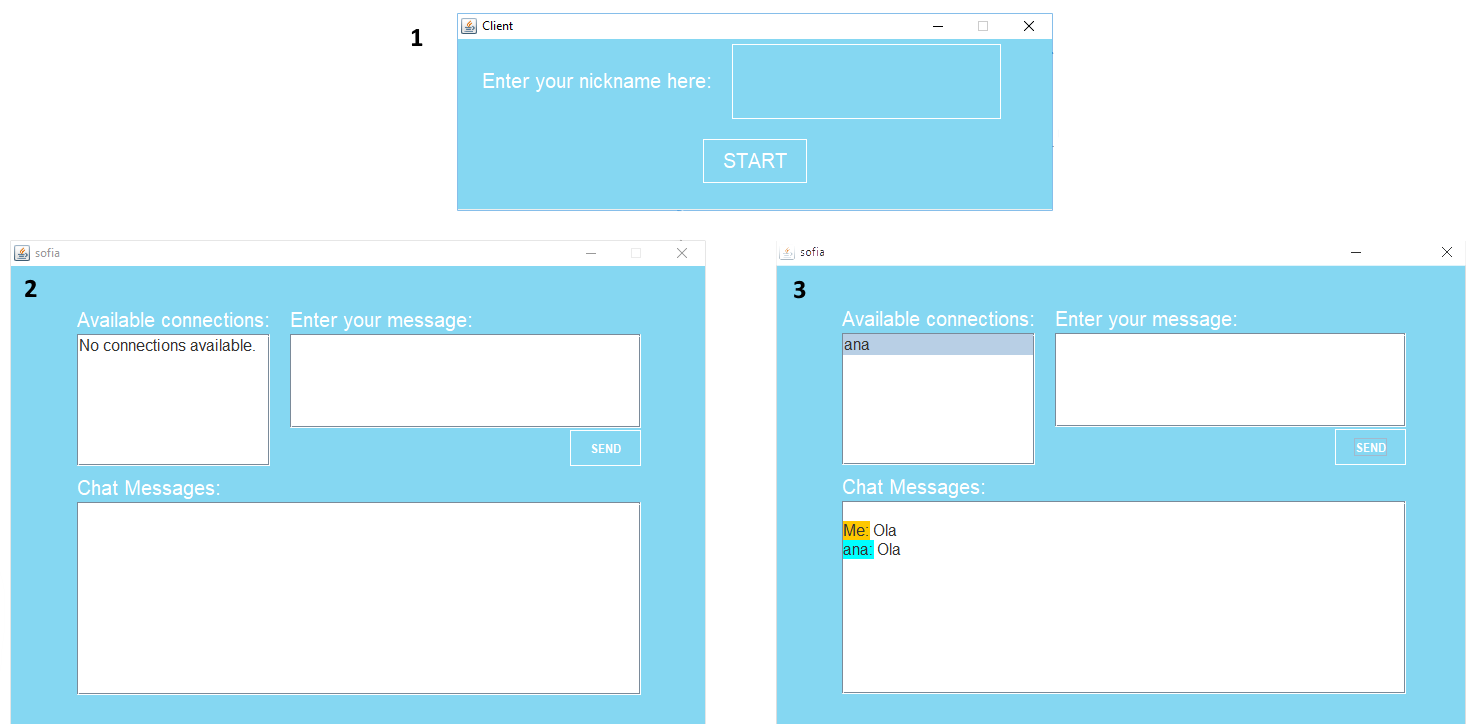 1
Client
Enter your nickname here:
START
sofia
2
Available connections:
Enter your message:
No connections available.
SEND
Chat Messages:
sofia
3
Available connections:
Enter your message:
ana
SEND
Chat Messages:
Me: Ola
ana: Ola